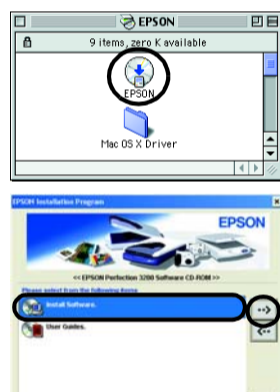 EPSON
9 items, zero K available
EPSON
Mac OS X Driver
EPSON Installation Program
EPSON
<< EPSON Perfection 3200 Software CD-ROM >>
Please select from the following items
Install Software.
User Guides.